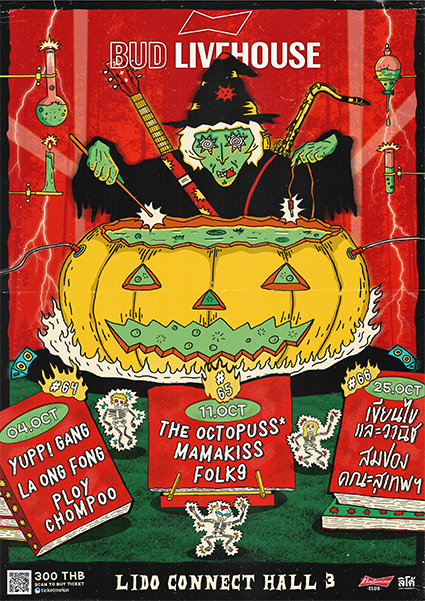 BUD LIVEHOUSE
#64
04.OCT
YUPP! GANG
LA ONG FONG
PLOY
CHOMPOO
#65
11.OCT
THE OCTOPUSS*
MAMAKISS
FOLK9
#66
25.OCT
เขียนไข
และวานิช
สมของ
คณะสุเทพฯ
300 THB
SCAN TO BUY TICKET
ticketmelon
LIDO CONNECT HALL 3
Budweiser
CLUB
ลิโด้